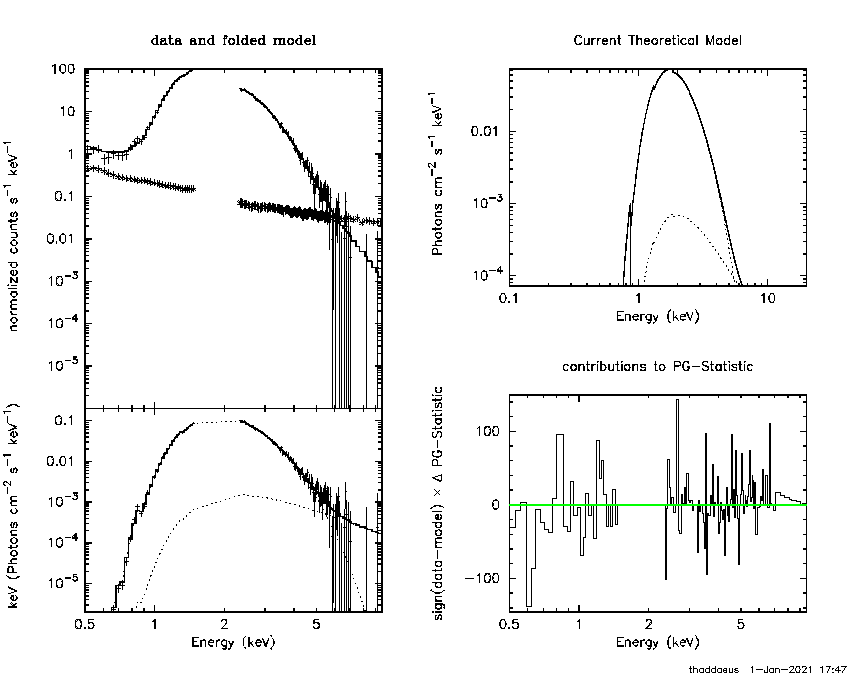 data and folded model
normalized counts s−1 keV−1
100
10
1
0.1
0.01
10−3
10−4
10−5
keV (Photons cm−2 s−1 keV−1)
0.1
0.01
10−3
10−4
10−5
0.5 1 2 5
Energy (keV)
Current Theoretical Model
Photons cm−2 s−1 keV−1
0.01
10−3
10−4
0.1 1 10
Energy (keV)
contributions to PG−Statistic
sign(data−model) × Δ PG−Statistic
100
0
−100
0.5 1 2 5
Energy (keV)
thaddaeus 1−Jan−2021 17:47